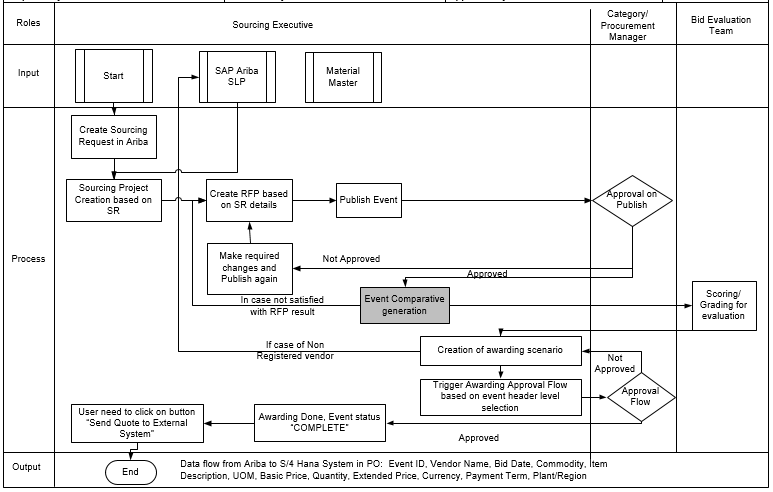 Roles
Sourcing Executive
Category/
Procurement
Manager
Bid Evaluation
Team
Input
Start
SAP Ariba
SLP
Material
Master
Process
Create Sourcing
Request in Ariba
Sourcing Project
Creation based on
SR
Create RFP based
on SR details
Publish Event
Approval on
Publish
Make required
changes and
Publish again
Not Approved
Approved
In case not satisfied
with RFP result
Event Comparative
generation
Scoring/
Grading for
evaluation
If case of Non
Registered vendor
Creation of awarding scenario
Not
Approved
Trigger Awarding Approval Flow
based on event header level
selection
Approval
Flow
User need to click on button
“Send Quote to External
System”
Awarding Done, Event status
“COMPLETE”
Approved
Output
End
Data flow from Ariba to S/4 Hana System in PO: Event ID, Vendor Name, Bid Date, Commodity, Item
Description, UOM, Basic Price, Quantity, Extended Price, Currency, Payment Term, Plant/Region